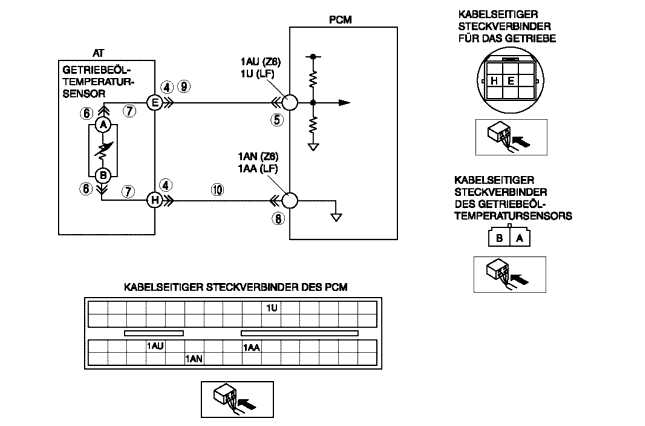 PCM
AT
GETRIEBEÖL-
TEMPERATUR-
SENSOR
1AU (Z6)
1U (LF)
④ ⑨
E
⑥
⑦
A
⑤
B
⑥
⑦
④
H
⑩
1AN (Z6)
1AA (LF)
⑧
KABELSEITIGER
STECKVERBINDER
FÜR DAS GETRIEBE
H E
KABELSEITIGER
STECKVERBINDER
DES GETRIEBEÖL-
TEMPERATURSENSORS
B A
KABELSEITIGER STECKVERBINDER DES PCM
1U
1AU 1AA
1AN